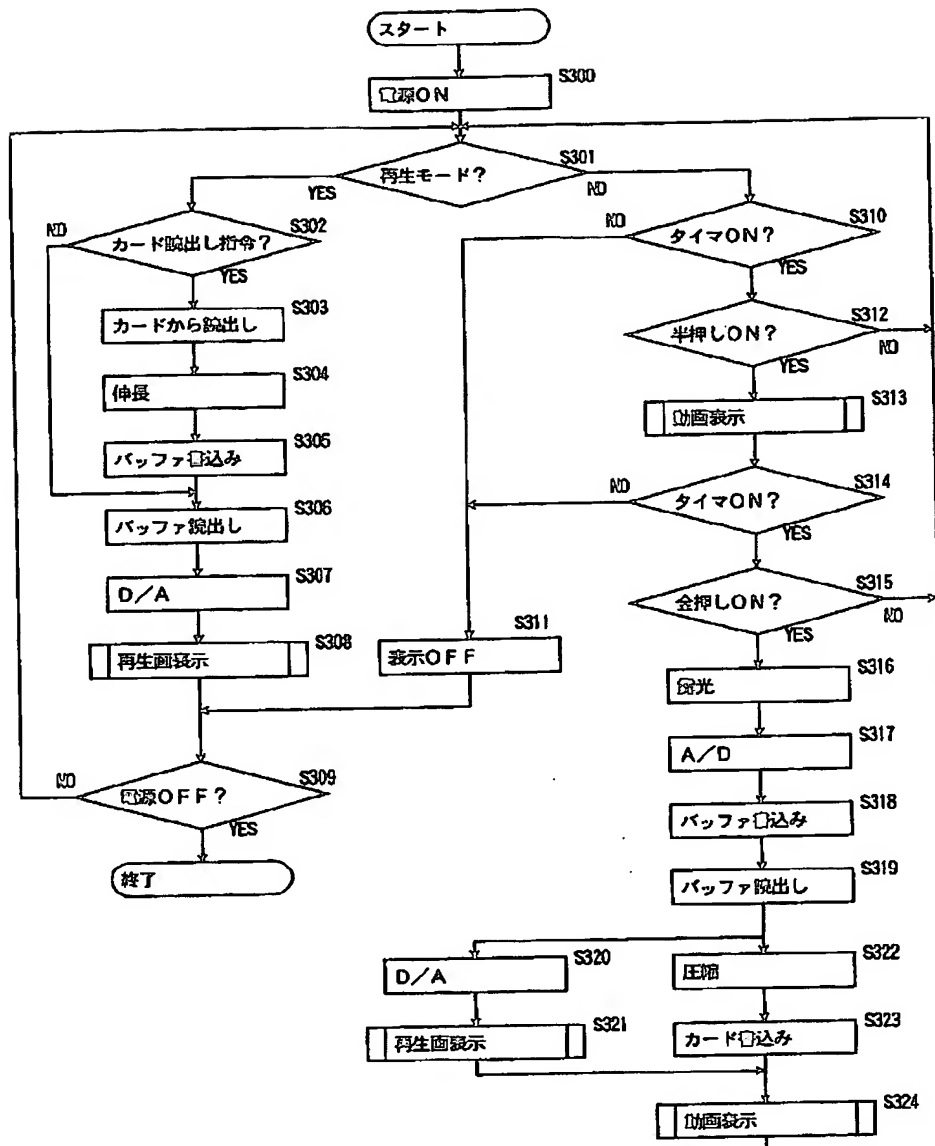 スタート
S300
電源ON
S301
再生モード?
YES
NO
S302
カード読出し指令?
NO
YES
S303
カードから読出し
S304
伸長
S305
バッファ書込み
S306
バッファ読出し
S307
D/A
S308
再生画表示
S309
電源OFF?
NO
YES
終了
S310
タイマON?
NO
YES
S311
表示OFF
S312
半押しON?
NO
YES
S313
動画表示
S314
タイマON?
NO
YES
S315
全押しON?
NO
YES
S316
光
S317
A/D
S318
バッファ書込み
S319
バッファ読出し
S320
D/A
S321
再生画表示
S322
圧縮
S323
カード書込み
S324
動画表示